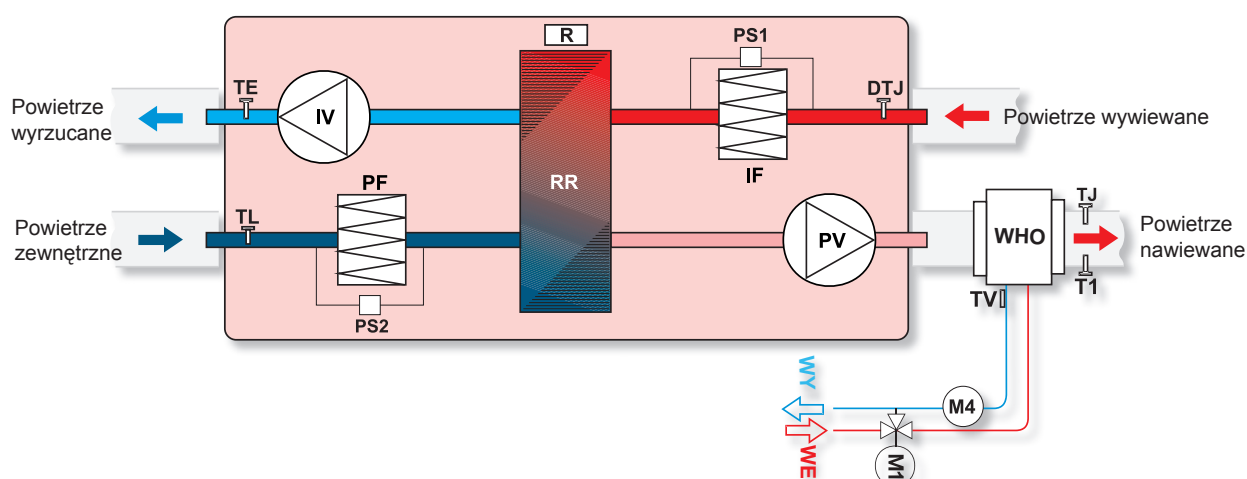 R
PS1
TE
DTJ
Powietrze
wyrzucane
IV
Powietrze wywiewane
IF
PF
RR
TL
TJ
Powietrze
zewnętrzne
PV
WHO
Powietrze
nawiewane
T1
TV
PS2
WY
M4
WE
M1